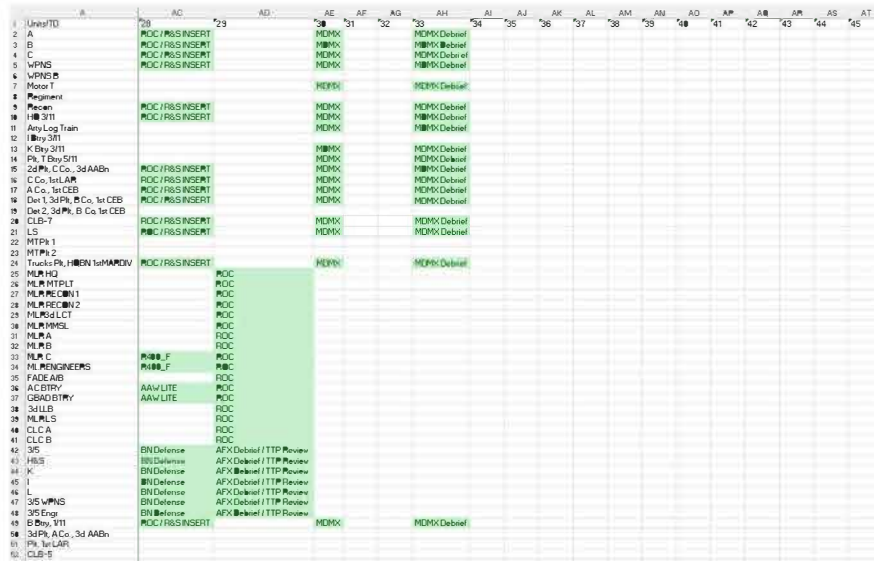 A AC AD AE AF AG AH AI AJ AK AL AM AN AO AP AQ AR AS AT
1 Units/TD 28 29 30 31 32 33 34 35 36 37 38 39 40 41 42 43 44 45
2 A ROC / R&S INSERT MDMX MDMX Debrief
3 B ROC / R&S INSERT MDMX MDMX Debrief
4 C ROC / R&S INSERT MDMX MDMX Debrief
5 WPNS ROC / R&S INSERT MDMX MDMX Debrief
6 WPNS B
7 Motor T MDMX MDMX Debrief
8 Regiment
9 Recon ROC / R&S INSERT MDMX MDMX Debrief
10 HQ 3/11 ROC / R&S INSERT MDMX MDMX Debrief
11 Arty Log Train MDMX MDMX Debrief
12 I Btry 3/11
13 K Btry 3/11 MDMX MDMX Debrief
14 Plt, T Btry 5/11 MDMX MDMX Debrief
15 2d Plt, C Co., 3d AABn ROC / R&S INSERT MDMX MDMX Debrief
16 C Co, 1st LAR ROC / R&S INSERT MDMX MDMX Debrief
17 A Co., 1st CEB ROC / R&S INSERT MDMX MDMX Debrief
18 Det 1, 3d Plt, B Co, 1st CEB ROC / R&S INSERT MDMX MDMX Debrief
19 Det 2, 3d Plt, B Co, 1st CEB
20 CLB-7 ROC / R&S INSERT MDMX MDMX Debrief
21 LS ROC / R&S INSERT MDMX MDMX Debrief
22 MT Plt 1
23 MT Plt 2
24 Trucks Plt, HQBN 1stMARDIV ROC / R&S INSERT MDMX MDMX Debrief
25 MLR HQ ROC
26 MLR MT PLT ROC
27 MLR RECON 1 ROC
28 MLR RECON 2 ROC
29 MLR 3d LCT ROC
30 MLR MMSL ROC
31 MLR A ROC
32 MLR B ROC
33 MLR C R400_F ROC
34 MLR ENGINEERS R400_F ROC
35 FADE A/B ROC
36 AC BTRY AAW LITE ROC
37 GBAD BTRY AAW LITE ROC
38 3d LLB ROC
39 MLR LS ROC
40 CLC A ROC
41 CLC B ROC
42 3/5 BN Defense AFX Debrief / TTP Review
43 H&S BN Defense AFX Debrief / TTP Review
44 K BN Defense AFX Debrief / TTP Review
45 I BN Defense AFX Debrief / TTP Review
46 L BN Defense AFX Debrief / TTP Review
47 3/5 WPNS BN Defense AFX Debrief / TTP Review
48 3/5 Engr BN Defense AFX Debrief / TTP Review
49 B Btry, 1/11 ROC / R&S INSERT MDMX MDMX Debrief
50 3d Plt, A Co., 3d AABn
51 Plt, 1st LAR
52 CLB-5